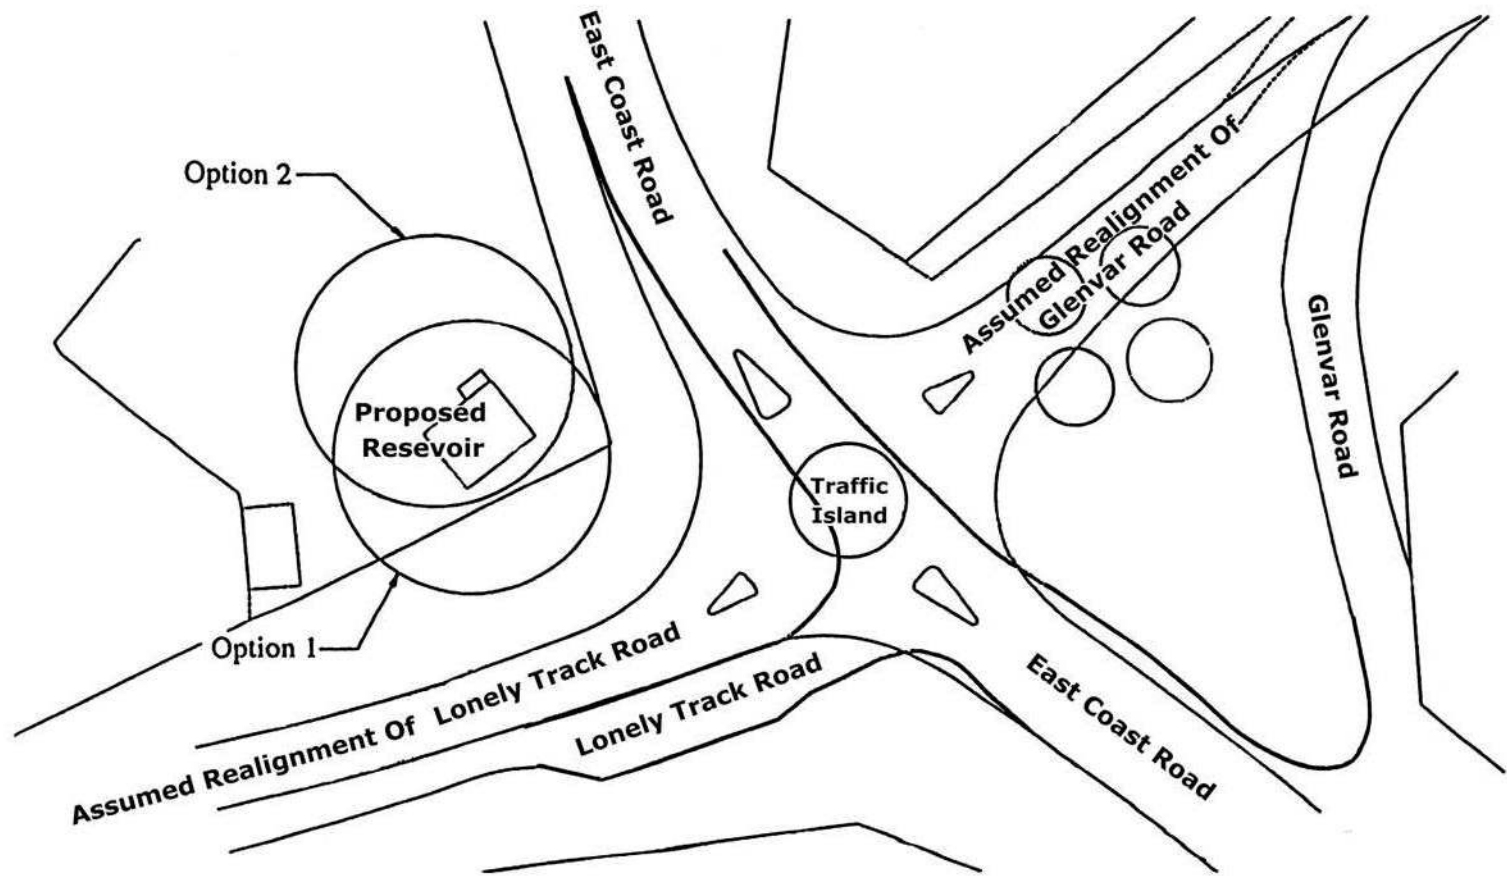 East Coast Road
Option 2
Assumed Realignment Of
Glenvar Road
Glenvar Road
Proposed
Resevoir
Traffic
Island
Option 1
Assumed Realignment Of Lonely Track Road
Lonely Track Road
East Coast Road